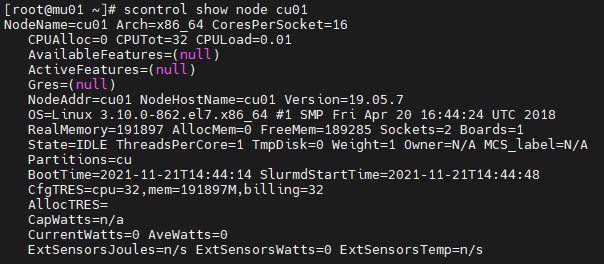 [root@mu01 ~]# scontrol show node cu01
NodeName=cu01 Arch=x86_64 CoresPerSocket=16
CPUAlloc=0 CPUTot=32 CPULoad=0.01
AvailableFeatures=(null)
ActiveFeatures=(null)
Gres=(null)
NodeAddr=cu01 NodeHostName=cu01 Version=19.05.7
OS=Linux 3.10.0-862.el7.x86_64 #1 SMP Fri Apr 20 16:44:24 UTC 2018
RealMemory=191897 AllocMem=0 FreeMem=189285 Sockets=2 Boards=1
State=IDLE ThreadsPerCore=1 TmpDisk=0 Weight=1 Owner=N/A MCS_label=N/A
Partitions=cu
BootTime=2021-11-21T14:44:14 SlurmdStartTime=2021-11-21T14:44:48
CfgTRES=cpu=32,mem=191897M,billing=32
AllocTRES=
CapWatts=n/a
CurrentWatts=0 AveWatts=0
ExtSensorsJoules=n/s ExtSensorsWatts=0 ExtSensorsTemp=n/s